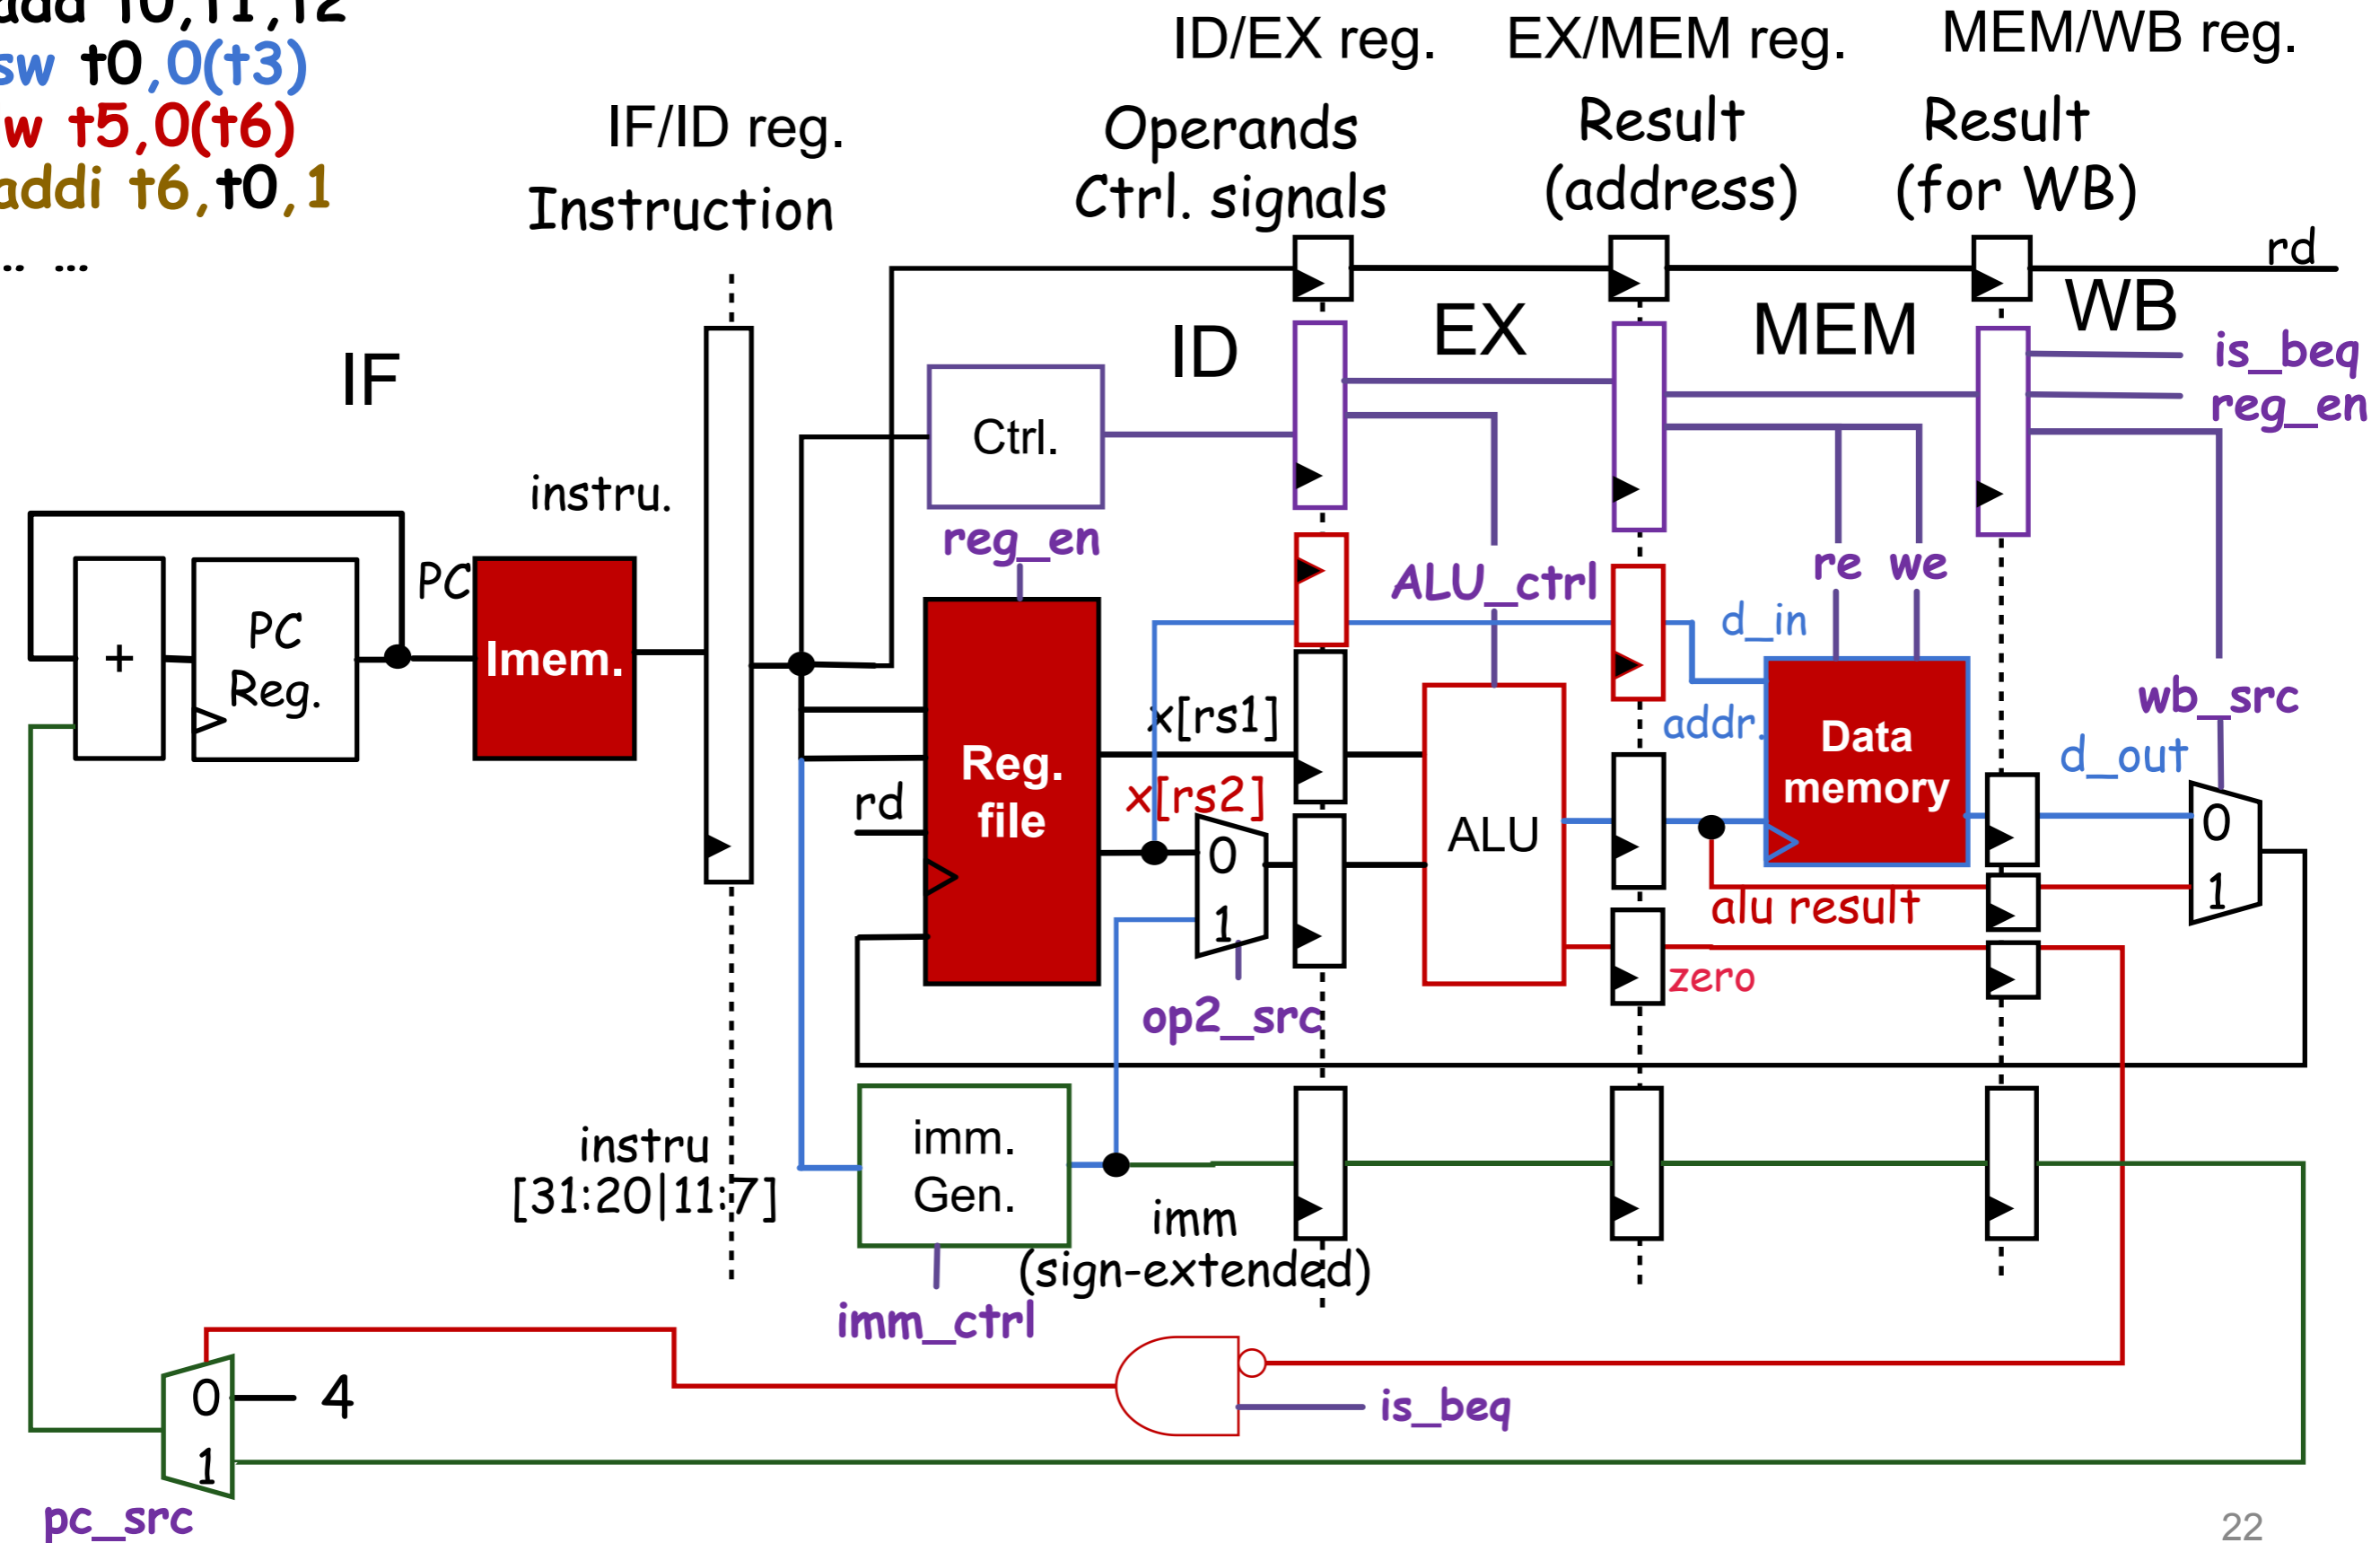 add t0,t1,t2
sw t0,0(t3)
w t5,0(t6)
addi t6,t0,1
... ...
IF/ID reg.
Instruction
ID/EX reg.
Operands
Ctrl. signals
EX/MEM reg.
Result
(address)
MEM/WB reg.
Result
(for WB)
rd
IF
ID
EX
MEM
WB
is_beq
reg_en
Ctrl.
instru.
reg_en
PC
+
PC
Reg.
Imem.
ALU_ctrl
re
we
d_in
addr.
Data
memory
wb_src
d_out
x[rs1]
x[rs2]
Reg.
file
rd
0
1
op2_src
ALU
alu result
zero
0
1
instru
[31:20|11:7]
imm.
Gen.
imm
(sign-extended)
imm_ctrl
0
4
1
is_beq
pc_src
22